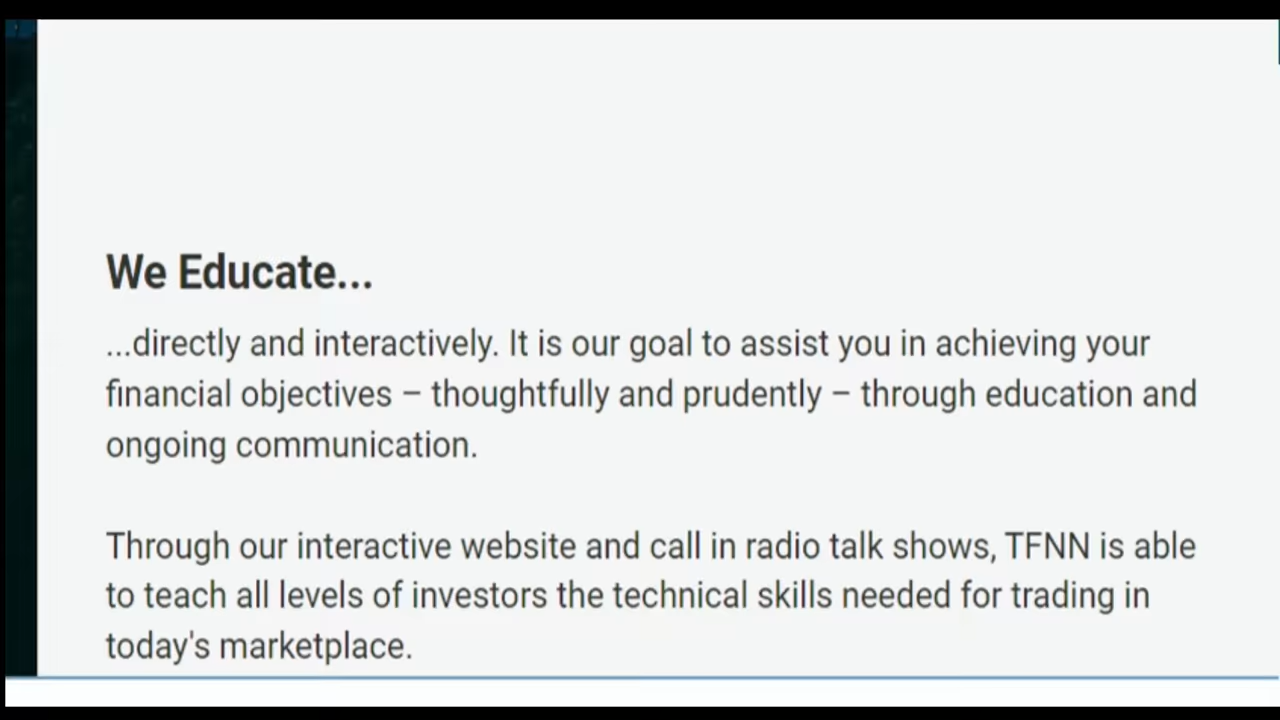 We Educate...
...directly and interactively. It is our goal to assist you in achieving your
financial objectives – thoughtfully and prudently – through education and
ongoing communication.
Through our interactive website and call in radio talk shows, TFNN is able
to teach all levels of investors the technical skills needed for trading in
today's marketplace.